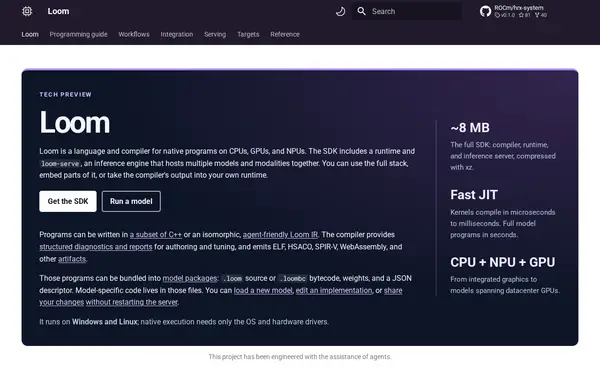 Loom
Search
ROCm/hrx-system
v0.1.0 81 40
Loom Programming guide Workflows Integration Serving Targets Reference
TECH PREVIEW
Loom
Loom is a language and compiler for native programs on CPUs, GPUs, and NPUs. The SDK includes a runtime and
loom-serve, an inference engine that hosts multiple models and modalities together. You can use the full stack,
embed parts of it, or take the compiler's output into your own runtime.
Get the SDK Run a model
Programs can be written in a subset of C++ or an isomorphic, agent-friendly Loom IR. The compiler provides
structured diagnostics and reports for authoring and tuning, and emits ELF, HSACO, SPIR-V, WebAssembly, and
other artifacts.
Those programs can be bundled into model packages: .loom source or .loombc bytecode, weights, and a JSON
descriptor. Model-specific code lives in those files. You can load a new model, edit an implementation, or share
your changes without restarting the server.
It runs on Windows and Linux; native execution needs only the OS and hardware drivers.
~8 MB
The full SDK: compiler, runtime,
and inference server, compressed
with xz.
Fast JIT
Kernels compile in microseconds
to milliseconds. Full model
programs in seconds.
CPU + NPU + GPU
From integrated graphics to
models spanning datacenter GPUs.
This project has been engineered with the assistance of agents.